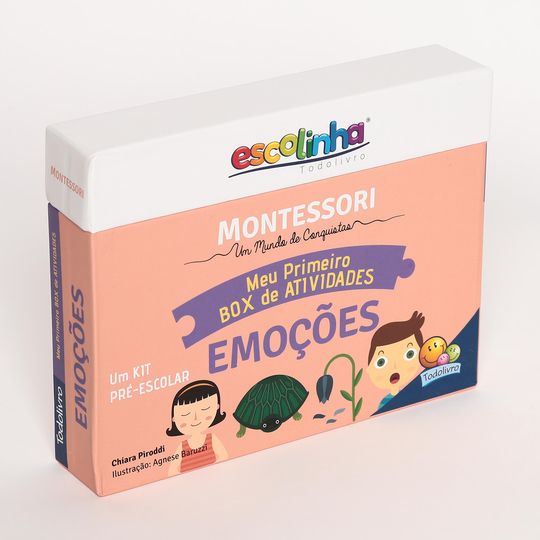 escolinha®
Todolivro
MONTESSORI
Um Mundo de Conquistas
Meu Primeiro
BOX de ATIVIDADES
EMOÇÕES
Um KIT
PRÉ-ESCOLAR
Chiara Piroddi
Ilustração: Agnese Baruzzi
Todolivro
MONTESSORI
Meu Primeiro BOX de ATIVIDADES
EMOÇÕES
Todolivro